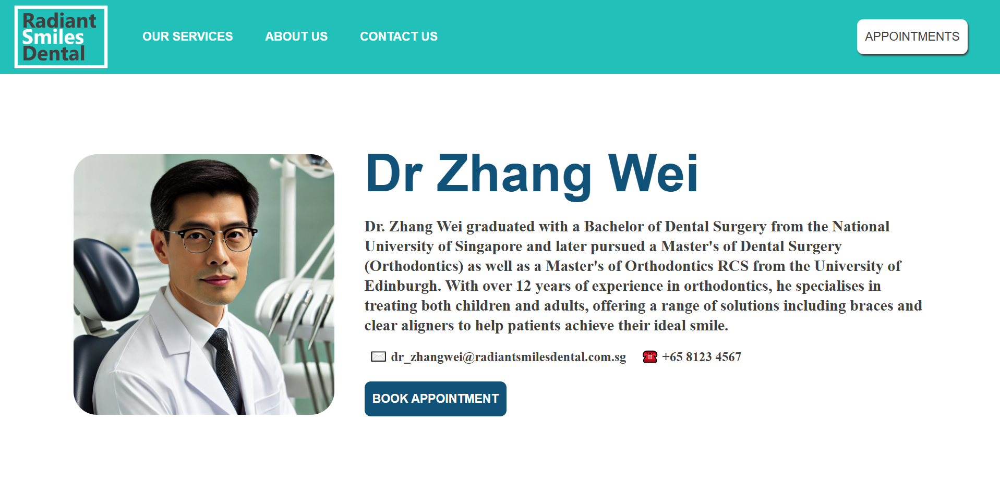 Radiant
Smiles
Dental
OUR SERVICES
ABOUT US
CONTACT US
APPOINTMENTS
Dr Zhang Wei
Dr. Zhang Wei graduated with a Bachelor of Dental Surgery from the National
University of Singapore and later pursued a Master's of Dental Surgery
(Orthodontics) as well as a Master's of Orthodontics RCS from the University of
Edinburgh. With over 12 years of experience in orthodontics, he specialises in
treating both children and adults, offering a range of solutions including braces and
clear aligners to help patients achieve their ideal smile.
dr_zhangwei@radiantsmilesdental.com.sg
+65 8123 4567
BOOK APPOINTMENT